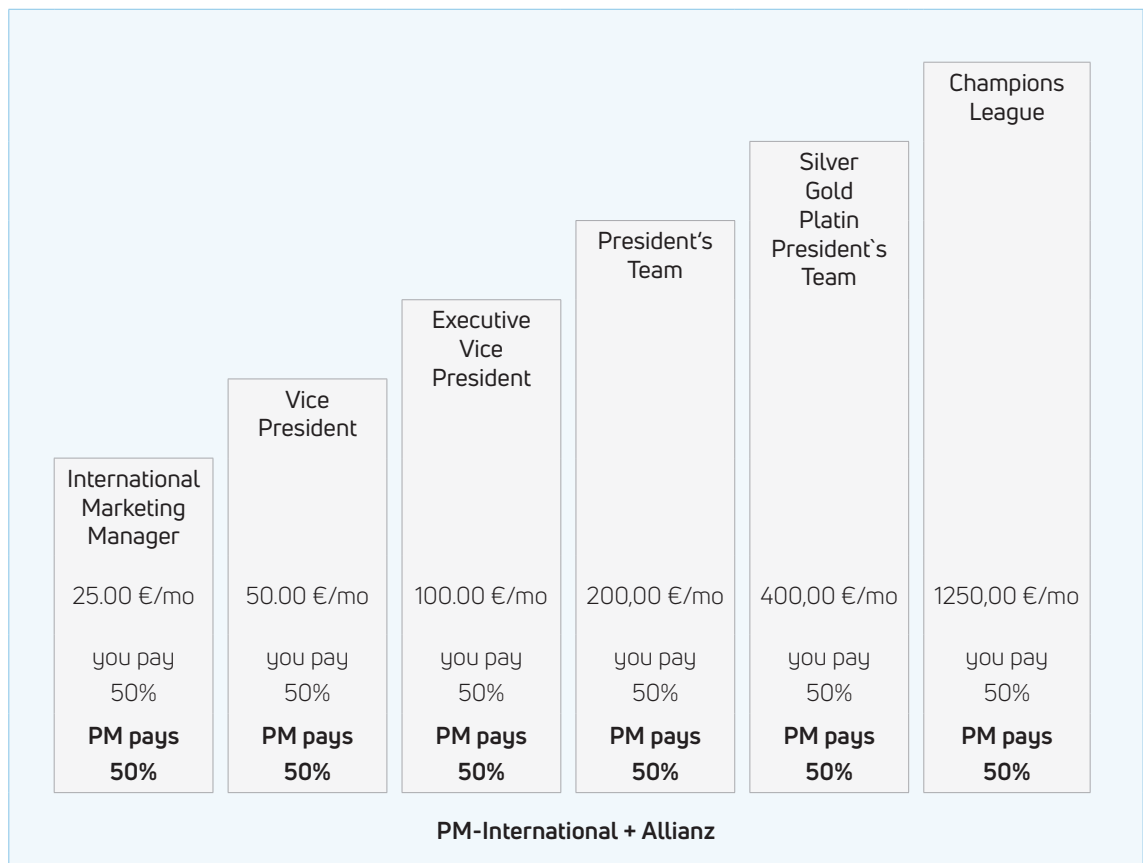 International
Marketing
Manager
25.00 €/mo
you pay
50%
PM pays
50%
Vice
President
50.00 €/mo
you pay
50%
PM pays
50%
Executive
Vice
President
100.00 €/mo
you pay
50%
PM pays
50%
President‘s
Team
200,00 €/mo
you pay
50%
PM pays
50%
Silver
Gold
Platin
President`s
Team
400,00 €/mo
you pay
50%
PM pays
50%
Champions
League
1250,00 €/mo
you pay
50%
PM pays
50%
PM-International + Allianz